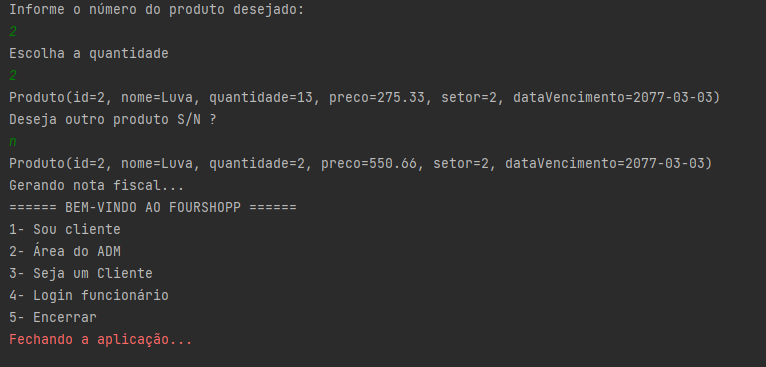 Informe o número do produto desejado:
2
Escolha a quantidade
2
Produto(id=2, nome=Luva, quantidade=13, preco=275.33, setor=2, dataVencimento=2077-03-03)
Deseja outro produto S/N ?
n
Produto(id=2, nome=Luva, quantidade=2, preco=550.66, setor=2, dataVencimento=2077-03-03)
Gerando nota fiscal...
====== BEM-VINDO AO FOURSHOPP ======
1- Sou cliente
2- Área do ADM
3- Seja um Cliente
4- Login funcionário
5- Encerrar
Fechando a aplicação...